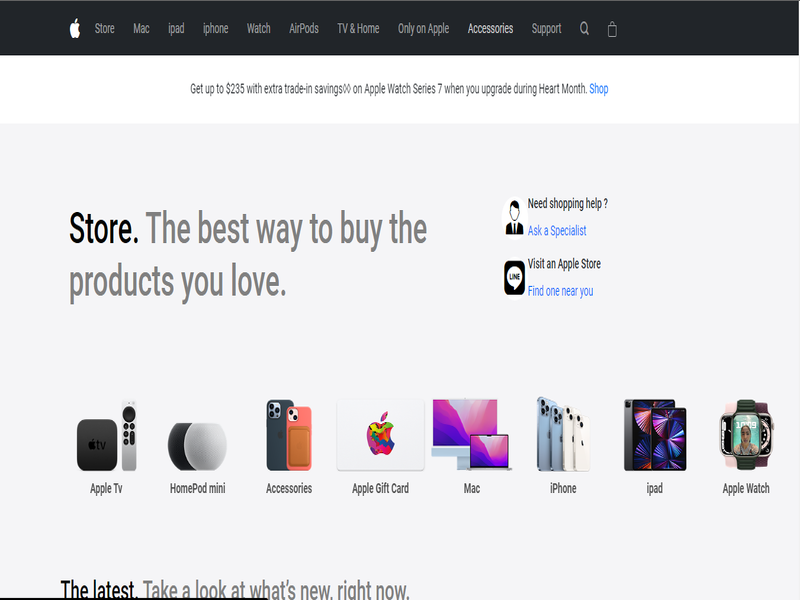 Store Mac ipad iphone Watch AirPods TV & Home Only on Apple Accessories Support
Get up to $235 with extra trade-in savings◊◊ on Apple Watch Series 7 when you upgrade during Heart Month. Shop
Store. The best way to buy the
products you love.
Need shopping help ?
Ask a Specialist
LINE
Visit an Apple Store
Find one near you
tv
10:09
Apple Tv HomePod mini Accessories Apple Gift Card Mac iPhone ipad Apple Watch
The latest. Take a look at what's new, right now.